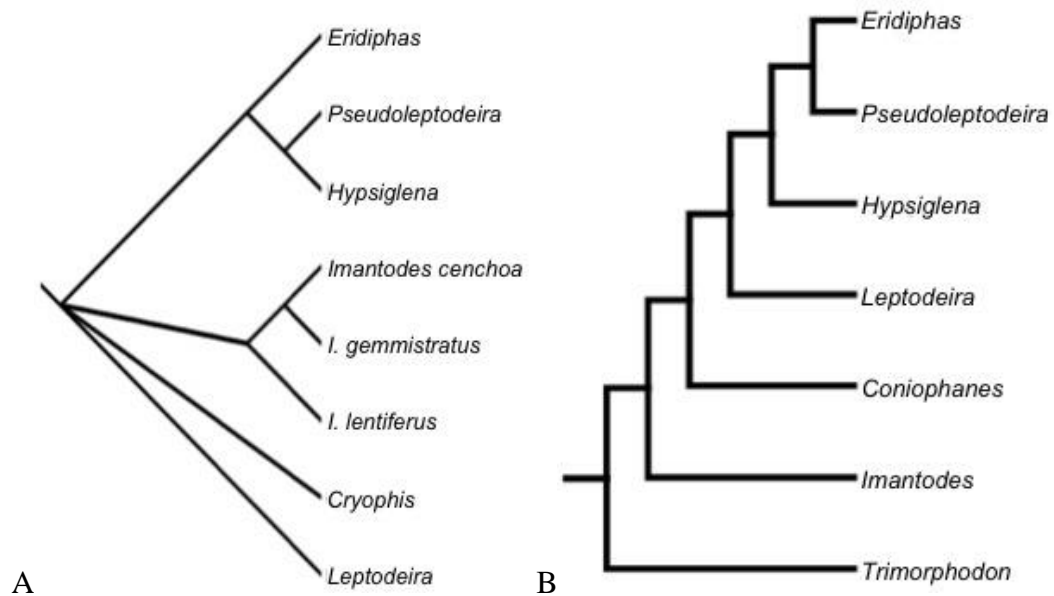 Eridiphas
Pseudoleptodeira
Hypsiglena
Imantodes cenchoa
I. gemmistratus
I. lentiferus
Cryophis
Leptodeira
A
Eridiphas
Pseudoleptodeira
Hypsiglena
Leptodeira
Coniophanes
Imantodes
Trimorphodon
B